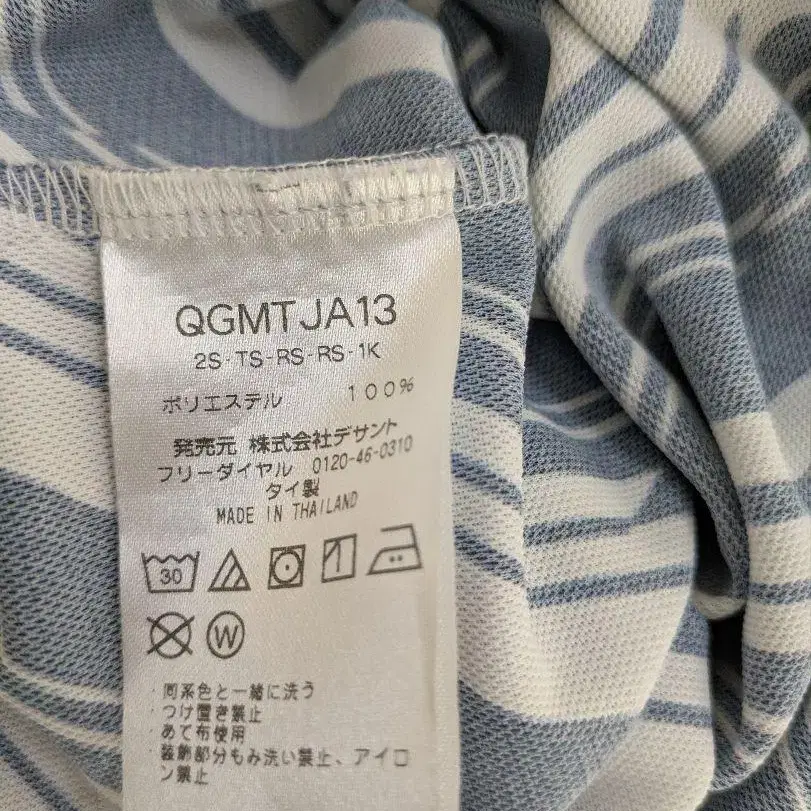 QGMTJA13
2S-TS-RS-RS-1K
ポリエステル 100%
発売元 株式会社デサント
フリーダイヤル 0120-46-0310
タイ製
MADE IN THAILAND
30
W
・同系色と一緒に洗う
・つけ置き禁止
・あて布使用
・装飾部分もみ洗い禁止、アイロ
ン禁止